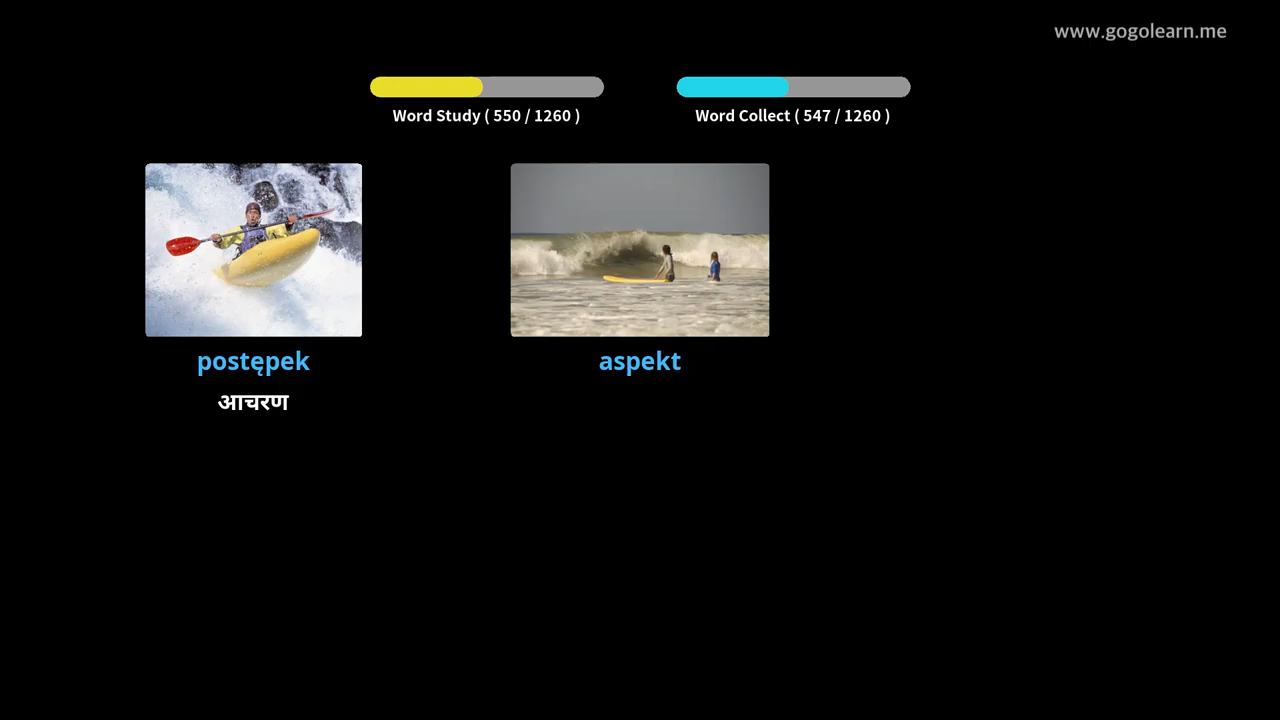 www.gogolearn.me
Word Study ( 550 / 1260 )
Word Collect ( 547 / 1260 )
postępek
aspekt
आचरण